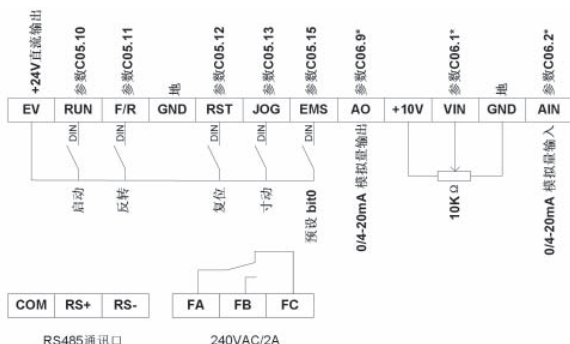 +24V直流输出
参数C05.10
参数C05.11
地
参数C05.12
参数C05.13
参数C05.15
参数C06.9*
参数C06.1*
地
参数C06.2*
EV RUN F/R GND RST JOG EMS AO +10V VIN GND AIN
DIN DIN DIN DIN DIN
启动
反转
复位
寸动
预设 bit0
0/4-20mA 模拟量输出
10K Ω
0/4-20mA 模拟量输入
COM RS+ RS-
FA FB FC
RS485通讯口
240VAC/2A